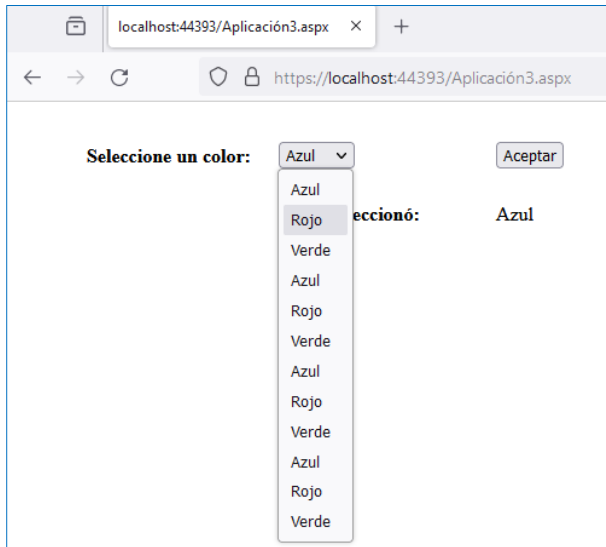 localhost:44393/Aplicación3.aspx
https://localhost:44393/Aplicación3.aspx
Seleccione un color: Azul Aceptar
Azul
Rojo
eccionó: Azul
Verde
Azul
Rojo
Verde
Azul
Rojo
Verde
Azul
Rojo
Verde